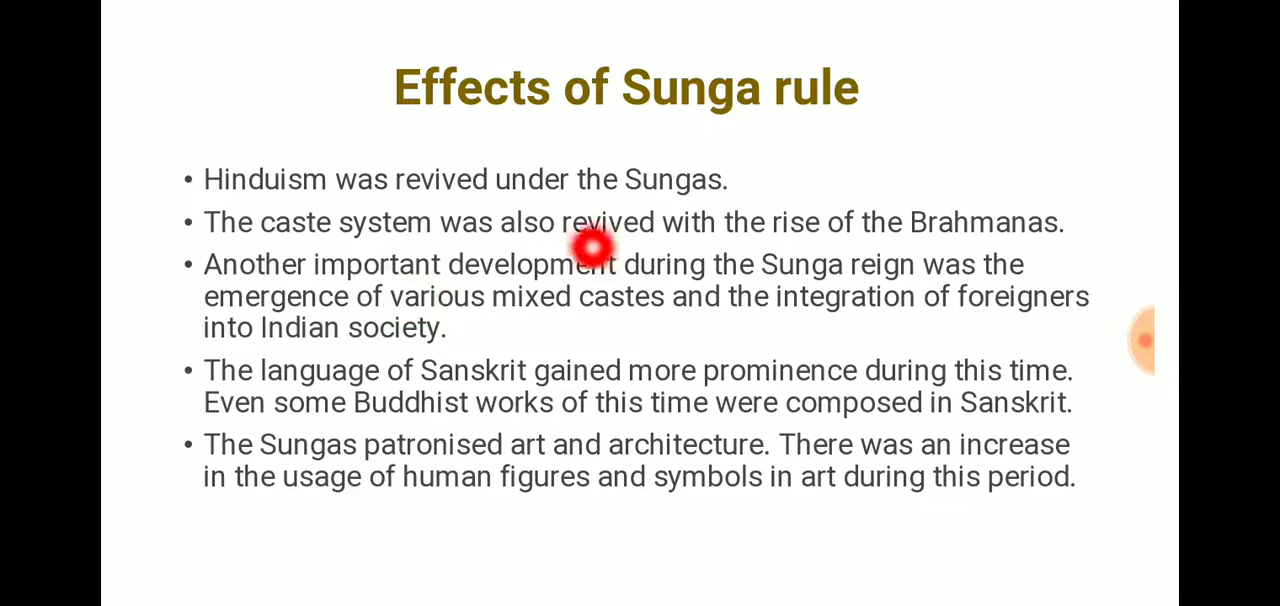 Effects of Sunga rule
• Hinduism was revived under the Sungas.
• The caste system was also revived with the rise of the Brahmanas.
• Another important development during the Sunga reign was the
emergence of various mixed castes and the integration of foreigners
into Indian society.
• The language of Sanskrit gained more prominence during this time.
Even some Buddhist works of this time were composed in Sanskrit.
• The Sungas patronised art and architecture. There was an increase
in the usage of human figures and symbols in art during this period.